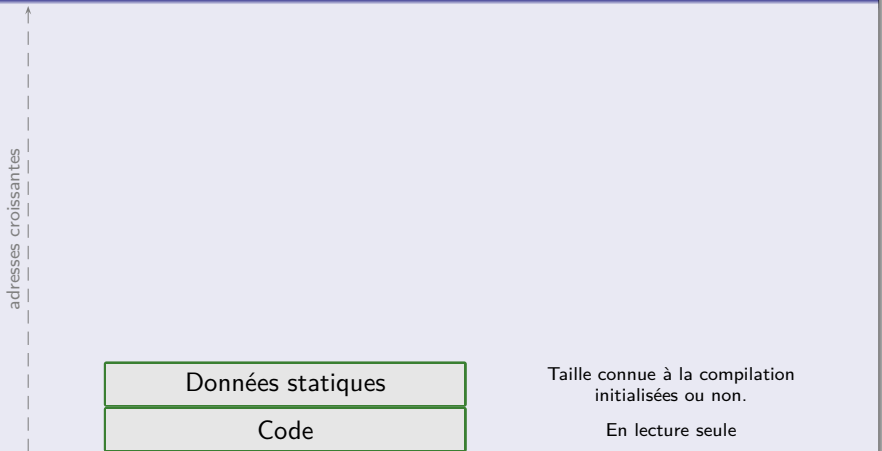 adresses croissantes
Données statiques
Taille connue à la compilation
initialisées ou non.
Code
En lecture seule